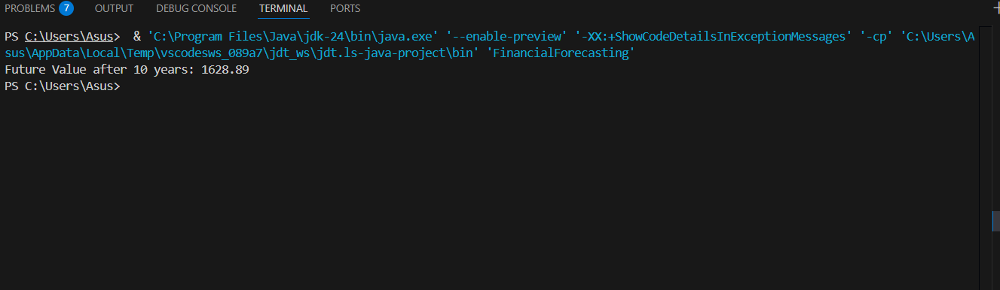 PROBLEMS 7 OUTPUT DEBUG CONSOLE TERMINAL PORTS
PS C:\Users\Asus>  & 'C:\Program Files\Java\jdk-24\bin\java.exe' '--enable-preview' '-XX:+ShowCodeDetailsInExceptionMessages' '-cp' 'C:\Users\A
sus\AppData\Local\Temp\vscodesws_089a7\jdt_ws\jdt.ls-java-project\bin' 'FinancialForecasting'
Future Value after 10 years: 1628.89
PS C:\Users\Asus>